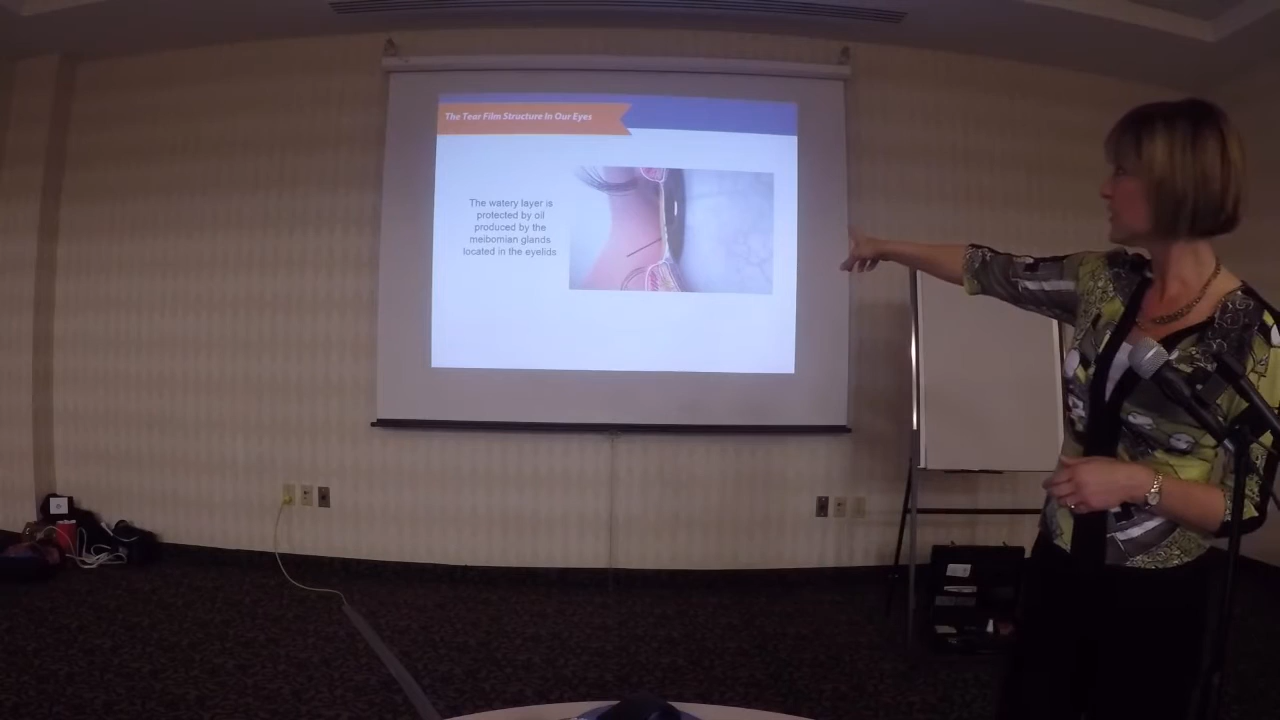 The Tear Film Structure In Our Eyes
The watery layer is
protected by oil
produced by the
meibomian glands
located in the eyelids